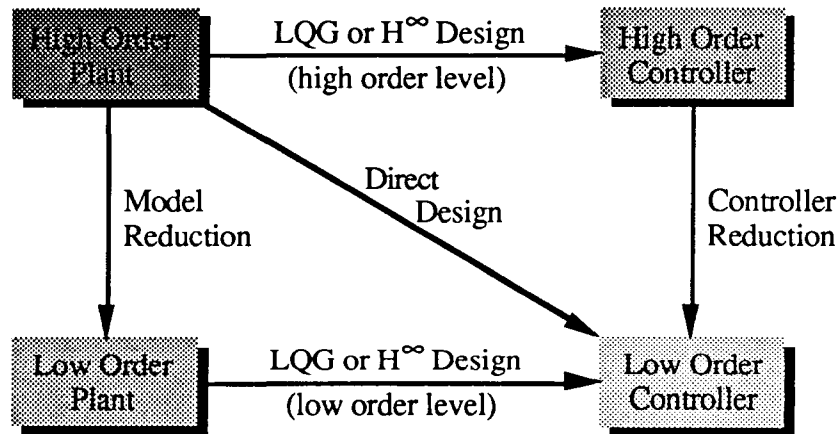 High Order
Plant
LQG or H∞ Design
(high order level)
High Order
Controller
Model
Reduction
Direct
Design
Controller
Reduction
Low Order
Plant
LQG or H∞ Design
(low order level)
Low Order
Controller